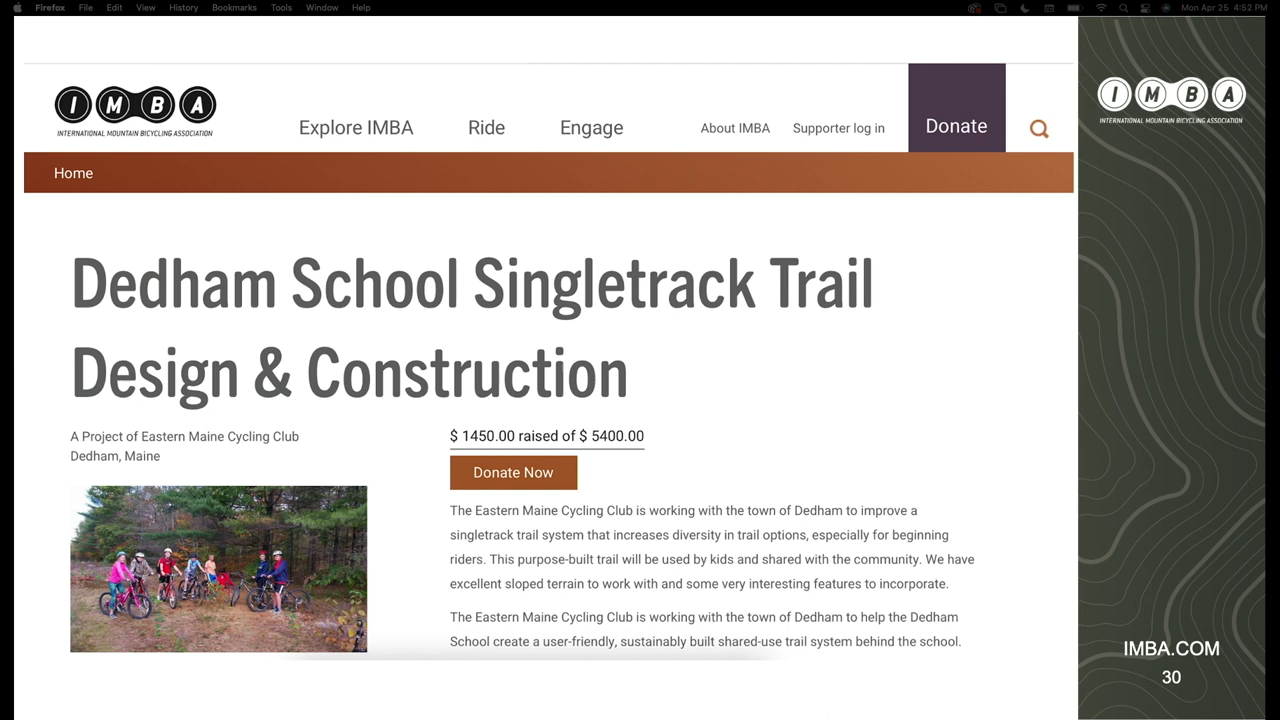 Firefox File Edit View History Bookmarks Tools Window Help Mon Apr 25 4:52 PM
IMBA
INTERNATIONAL MOUNTAIN BICYCLING ASSOCIATION
Explore IMBA Ride Engage About IMBA Supporter log in Donate
IMBA
INTERNATIONAL MOUNTAIN BICYCLING ASSOCIATION
Home
Dedham School Singletrack Trail
Design & Construction
A Project of Eastern Maine Cycling Club
Dedham, Maine
$ 1450.00 raised of $ 5400.00
Donate Now
The Eastern Maine Cycling Club is working with the town of Dedham to improve a
singletrack trail system that increases diversity in trail options, especially for beginning
riders. This purpose-built trail will be used by kids and shared with the community. We have
excellent sloped terrain to work with and some very interesting features to incorporate.
The Eastern Maine Cycling Club is working with the town of Dedham to help the Dedham
School create a user-friendly, sustainably built shared-use trail system behind the school.
IMBA.COM
30